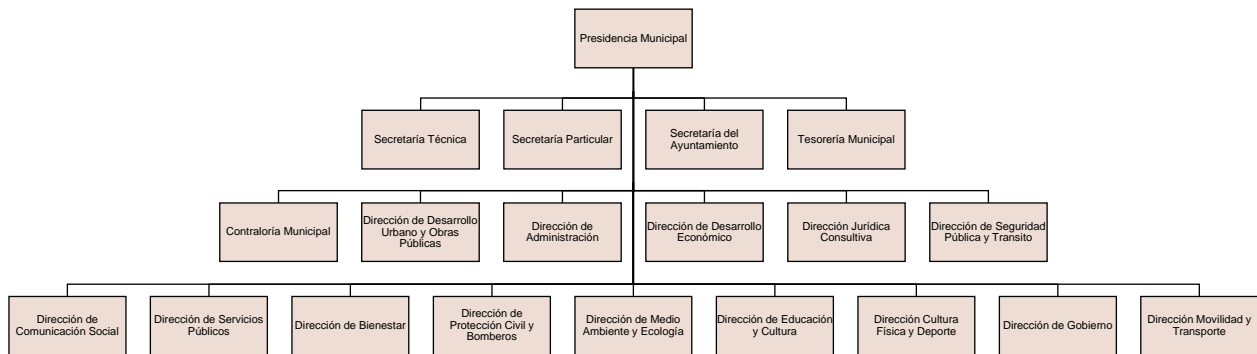 Presidencia Municipal
Secretaría Técnica
Secretaría Particular
Secretaría del
Ayuntamiento
Tesorería Municipal
Contraloría Municipal
Dirección de Desarrollo
Urbano y Obras
Públicas
Dirección de
Administración
Dirección de Desarrollo
Económico
Dirección Jurídica
Consultiva
Dirección de Seguridad
Pública y Transito
Dirección de
Comunicación Social
Dirección de Servicios
Públicos
Dirección de Bienestar
Dirección de
Protección Civil y
Bomberos
Dirección de Medio
Ambiente y Ecología
Dirección de Educación
y Cultura
Dirección Cultura
Física y Deporte
Dirección de Gobierno
Dirección Movilidad y
Transporte